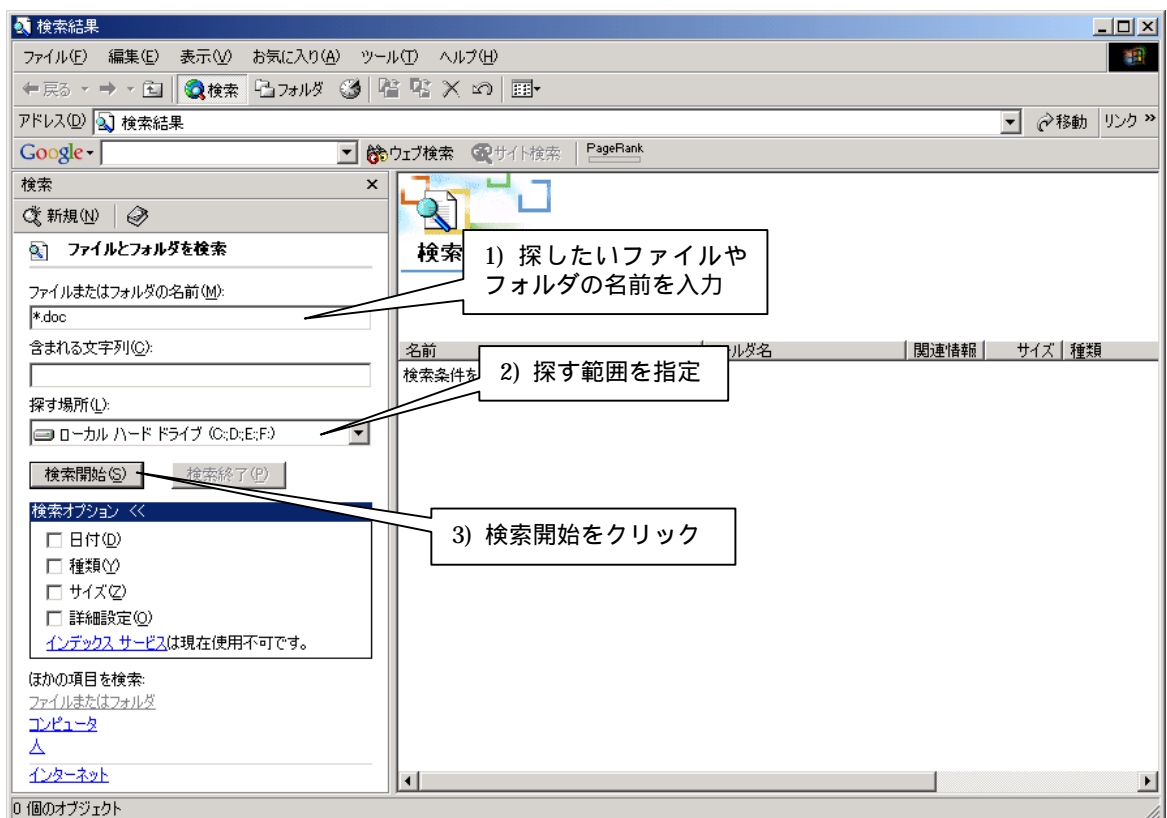 検索結果
ファイル(F) 編集(E) 表示(V) お気に入り(A) ツール(T) ヘルプ(H)
戻る 検索 フォルダ
アドレス(D) 検索結果 移動 リンク »
Google ウェブ検索 サイト検索 PageRank
検索 ×
新規(N)
ファイルとフォルダを検索
ファイルまたはフォルダの名前(M):
*.doc
含まれる文字列(C):
探す場所(L):
ローカル ハード ドライブ (C:;D:;E:;F:)
検索開始(S) 検索終了(P)
検索オプション <<
日付(D)
種類(Y)
サイズ(Z)
詳細設定(O)
インデックス サービスは現在使用不可です。
ほかの項目を検索:
ファイルまたはフォルダ
コンピュータ
人
インターネット
検索
1) 探したいファイルや
フォルダの名前を入力
名前 ルダ名 関連情報 サイズ 種類
検索条件を
2) 探す範囲を指定
3) 検索開始をクリック
0 個のオブジェクト